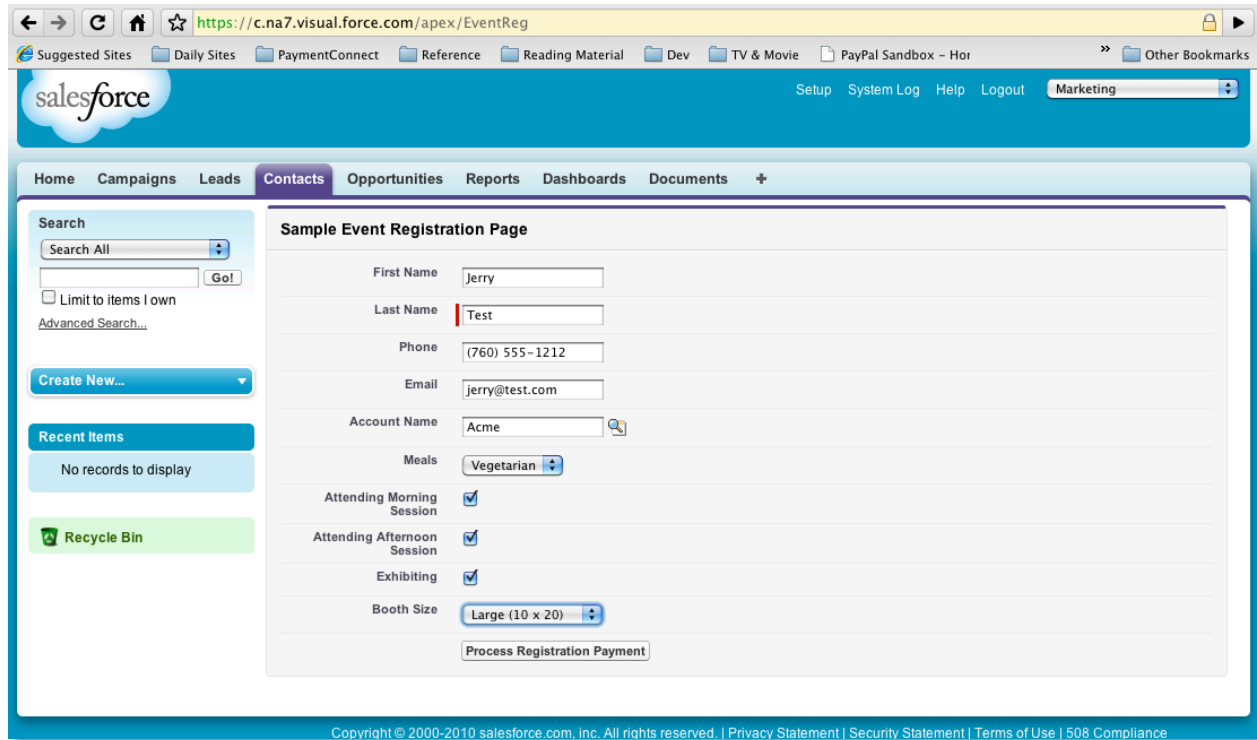 https://c.na7.visual.force.com/apex/EventReg
Suggested Sites Daily Sites PaymentConnect Reference Reading Material Dev TV & Movie PayPal Sandbox – Hor » Other Bookmarks
salesforce
Setup System Log Help Logout Marketing
Home Campaigns Leads Contacts Opportunities Reports Dashboards Documents +
Search
Search All
Go!
Limit to items I own
Advanced Search...
Create New...
Recent Items
No records to display
Recycle Bin
Sample Event Registration Page
First Name Jerry
Last Name Test
Phone (760) 555-1212
Email jerry@test.com
Account Name Acme
Meals Vegetarian
Attending Morning
Session
Attending Afternoon
Session
Exhibiting
Booth Size Large (10 x 20)
Process Registration Payment
Copyright © 2000-2010 salesforce.com, inc. All rights reserved. | Privacy Statement | Security Statement | Terms of Use | 508 Compliance